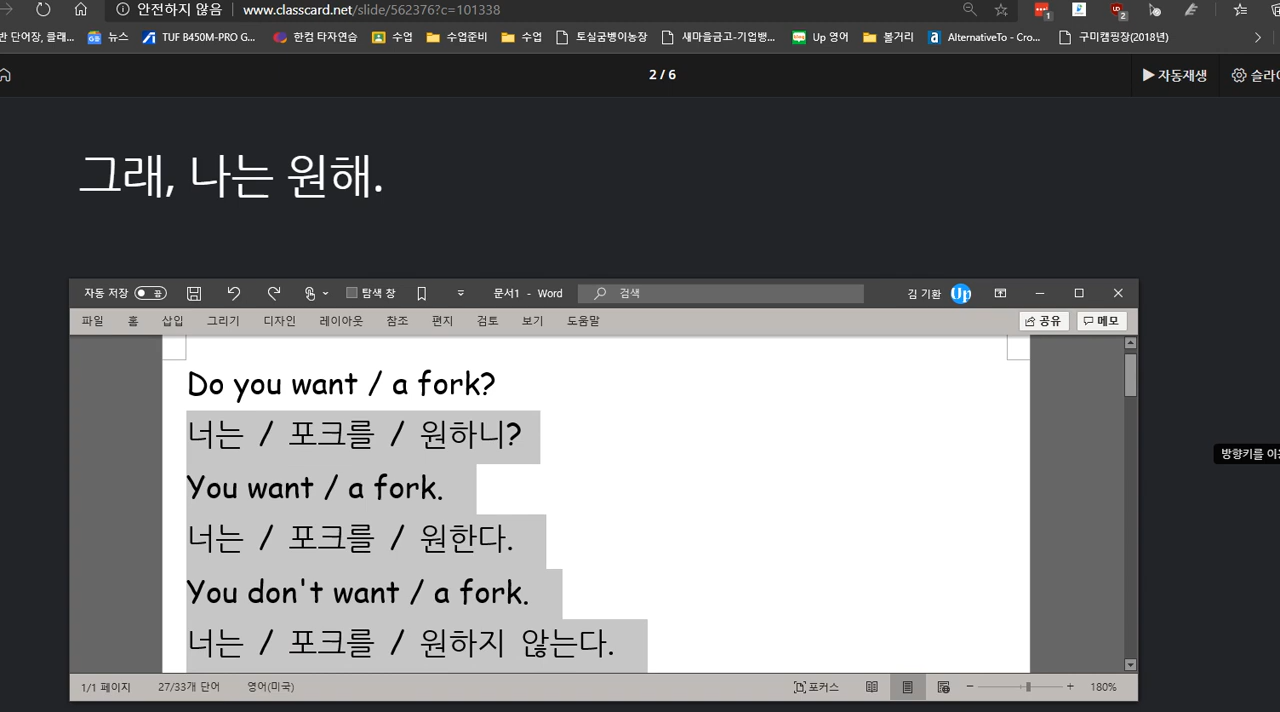 안전하지 않음 www.classcard.net/slide/562376?c=101338
1 2
반 단어장, 클래... 뉴스 TUF B450M-PRO G... 한컴 타자연습 수업 수업준비 수업 토실굼벵이농장 새마을금고-기업뱅... Up 영어 볼거리 AlternativeTo - Cro... 구미캠핑장(2018년)
2 / 6 자동재생 슬라이
그래, 나는 원해.
자동 저장 끔 탐색 창 문서1 - Word 검색 김 기환 Up
파일 홈 삽입 그리기 디자인 레이아웃 참조 편지 검토 보기 도움말 공유 메모
Do you want / a fork?
너는 / 포크를 / 원하니?
방향키를 이용
You want / a fork.
너는 / 포크를 / 원한다.
You don't want / a fork.
너는 / 포크를 / 원하지 않는다.
1/1 페이지 27/33개 단어 영어(미국) 포커스 180%